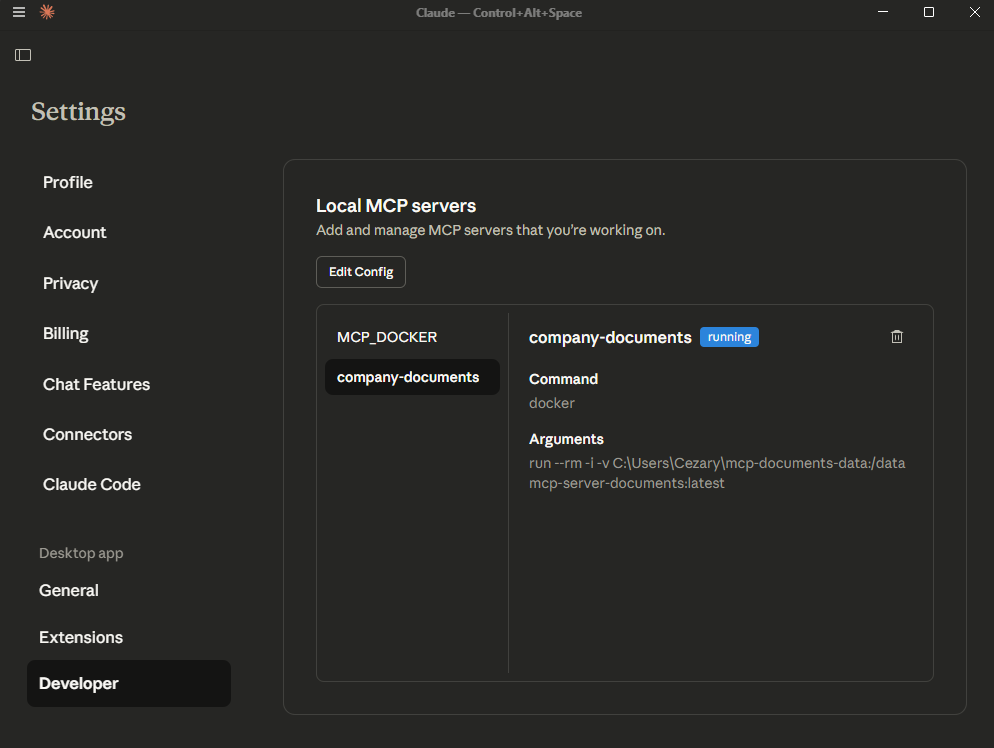 Claude — Control+Alt+Space
Settings
Profile
Account
Privacy
Billing
Chat Features
Connectors
Claude Code
Desktop app
General
Extensions
Developer
Local MCP servers
Add and manage MCP servers that you're working on.
Edit Config
MCP_DOCKER
company-documents
company-documents running
Command
docker
Arguments
run --rm -i -v C:\Users\Cezary\mcp-documents-data:/data
mcp-server-documents:latest